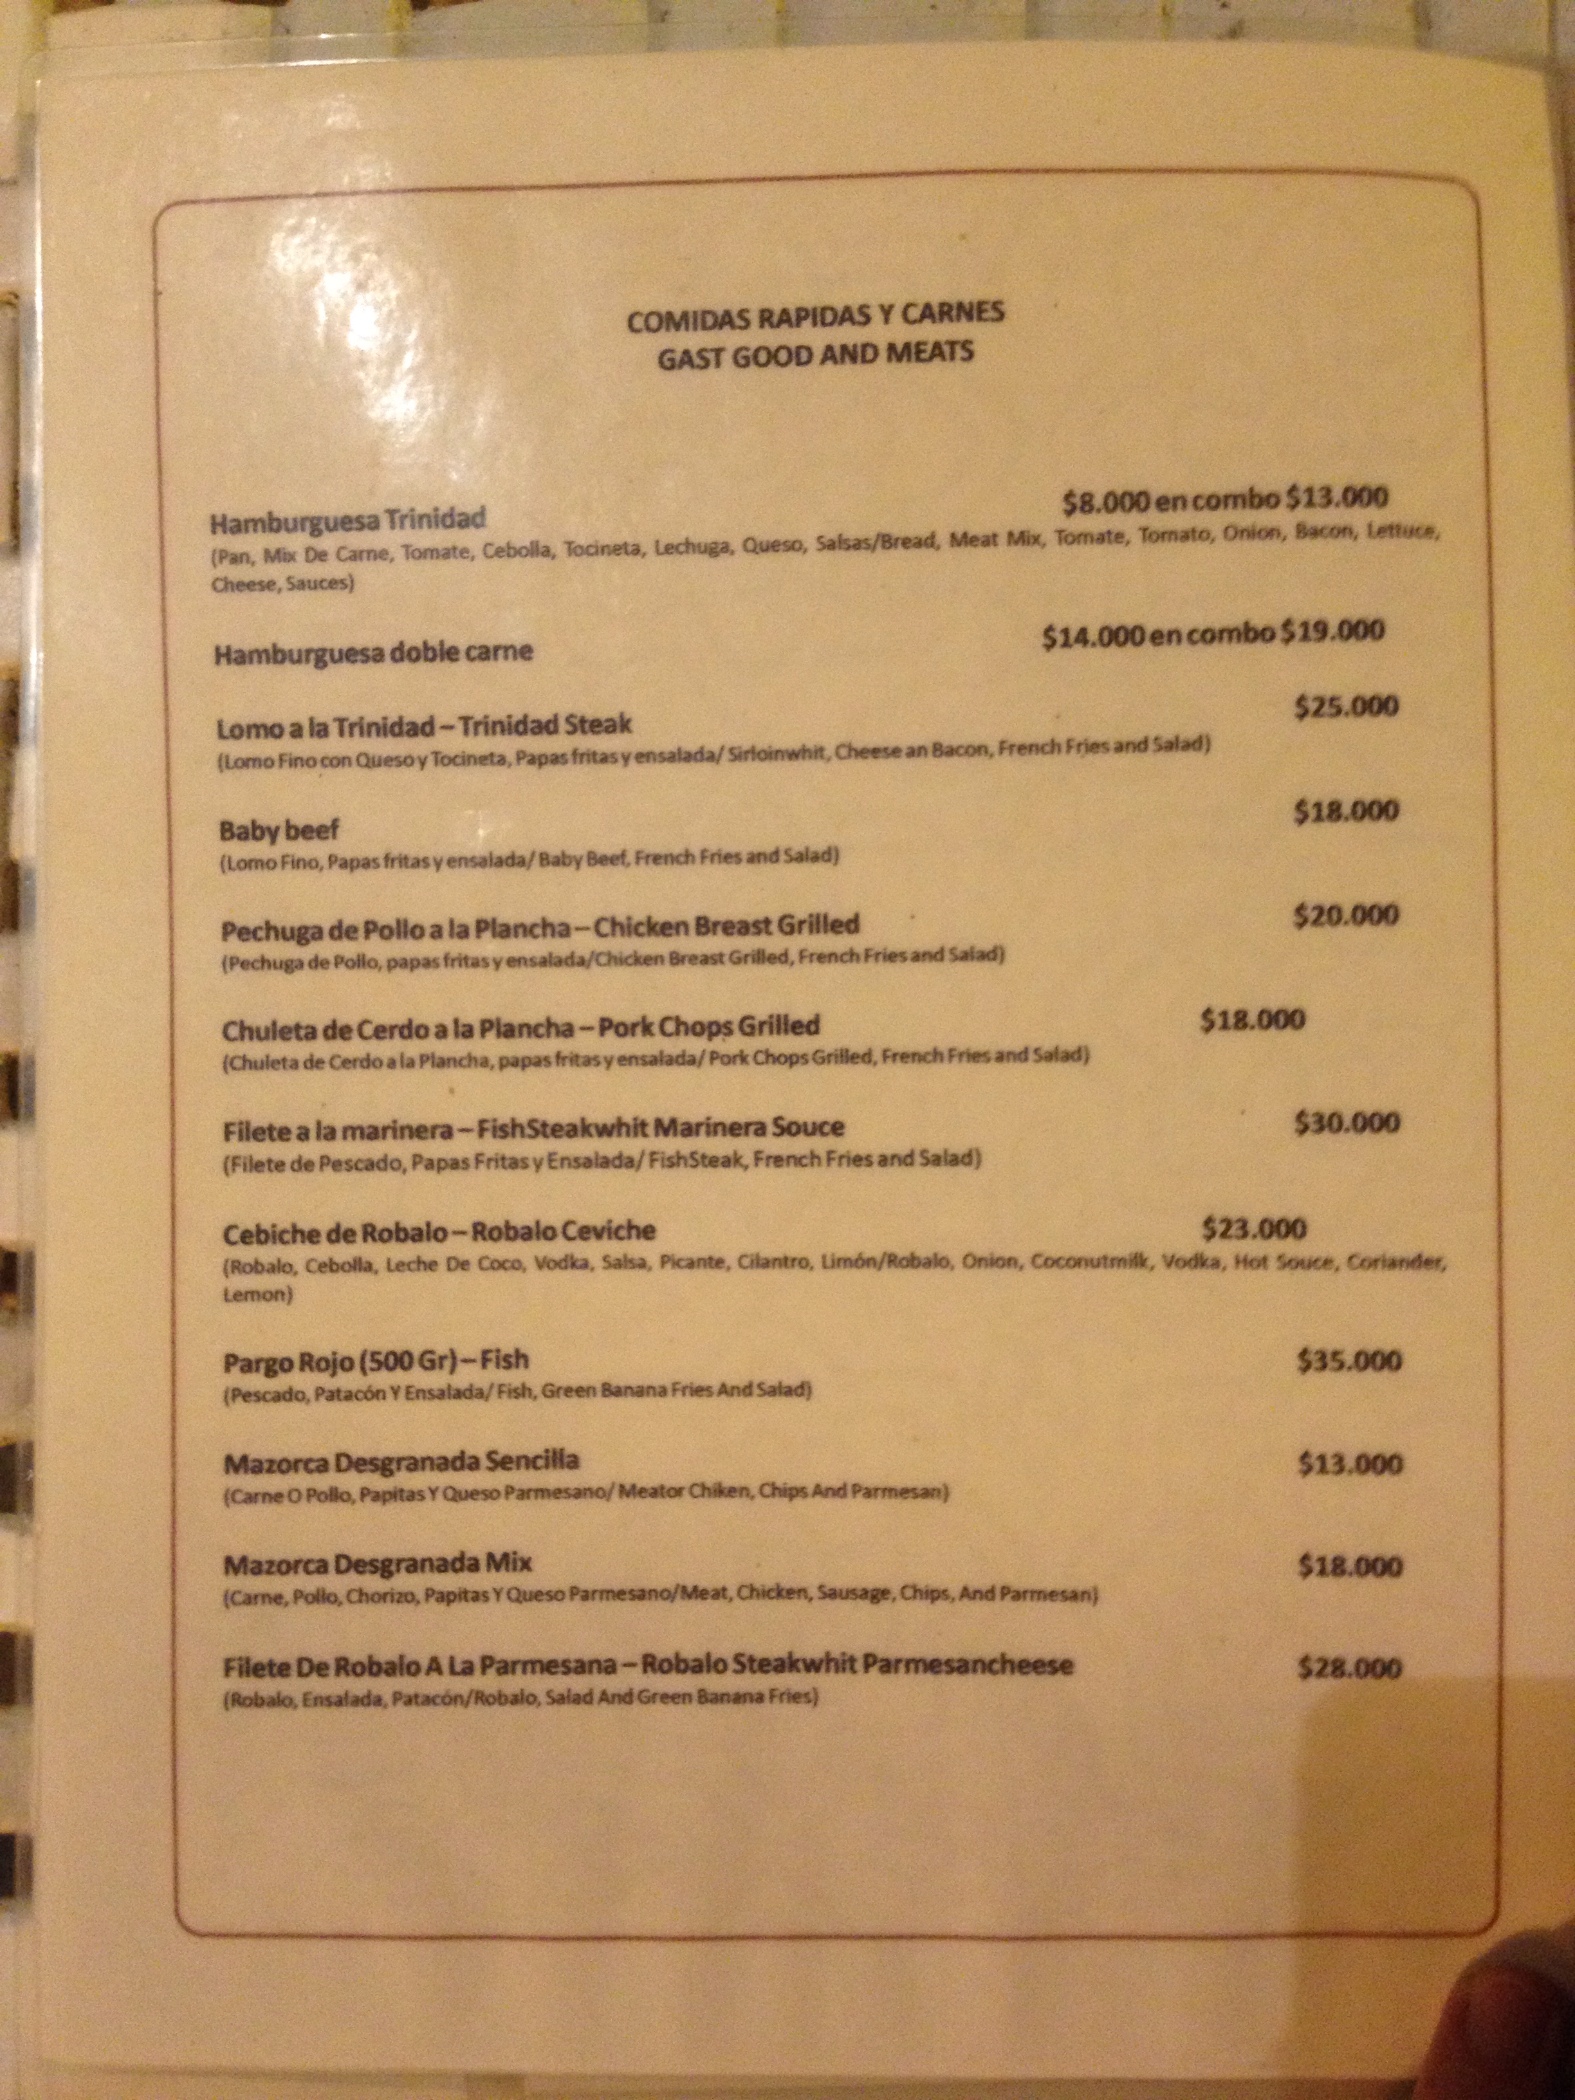 COMIDAS RAPIDAS Y CARNES
GAST GOOD AND MEATS
Hamburguesa Trinidad $8.000 en combo $13.000
(Pan, Mix De Carne, Tomate, Cebolla, Tocineta, Lechuga, Queso, Salsas/Bread, Meat Mix, Tomate, Tomato, Onion, Bacon, Lettuce,
Cheese, Sauces)
Hamburguesa doble carne $14.000 en combo $19.000
Lomo a la Trinidad – Trinidad Steak $25.000
(Lomo Fino con Queso y Tocineta, Papas fritas y ensalada/ Sirloinwhit, Cheese an Bacon, French Fries and Salad)
Baby beef $18.000
(Lomo Fino, Papas fritas y ensalada/ Baby Beef, French Fries and Salad)
Pechuga de Pollo a la Plancha – Chicken Breast Grilled $20.000
(Pechuga de Pollo, papas fritas y ensalada/Chicken Breast Grilled, French Fries and Salad)
Chuleta de Cerdo a la Plancha – Pork Chops Grilled $18.000
(Chuleta de Cerdo a la Plancha, papas fritas y ensalada/ Pork Chops Grilled, French Fries and Salad)
Filete a la marinera – FishSteakwhit Marinera Souce $30.000
(Filete de Pescado, Papas Fritas y Ensalada/ FishSteak, French Fries and Salad)
Cebiche de Robalo – Robalo Ceviche $23.000
(Robalo, Cebolla, Leche De Coco, Vodka, Salsa, Picante, Cilantro, Limón/Robalo, Onion, Coconutmilk, Vodka, Hot Souce, Coriander,
Lemon)
Pargo Rojo (500 Gr) – Fish $35.000
(Pescado, Patacón Y Ensalada/ Fish, Green Banana Fries And Salad)
Mazorca Desgranada Sencilla $13.000
(Carne O Pollo, Papitas Y Queso Parmesano/ Meator Chiken, Chips And Parmesan)
Mazorca Desgranada Mix $18.000
(Carne, Pollo, Chorizo, Papitas Y Queso Parmesano/Meat, Chicken, Sausage, Chips, And Parmesan)
Filete De Robalo A La Parmesana – Robalo Steakwhit Parmesancheese $28.000
(Robalo, Ensalada, Patacón/Robalo, Salad And Green Banana Fries)